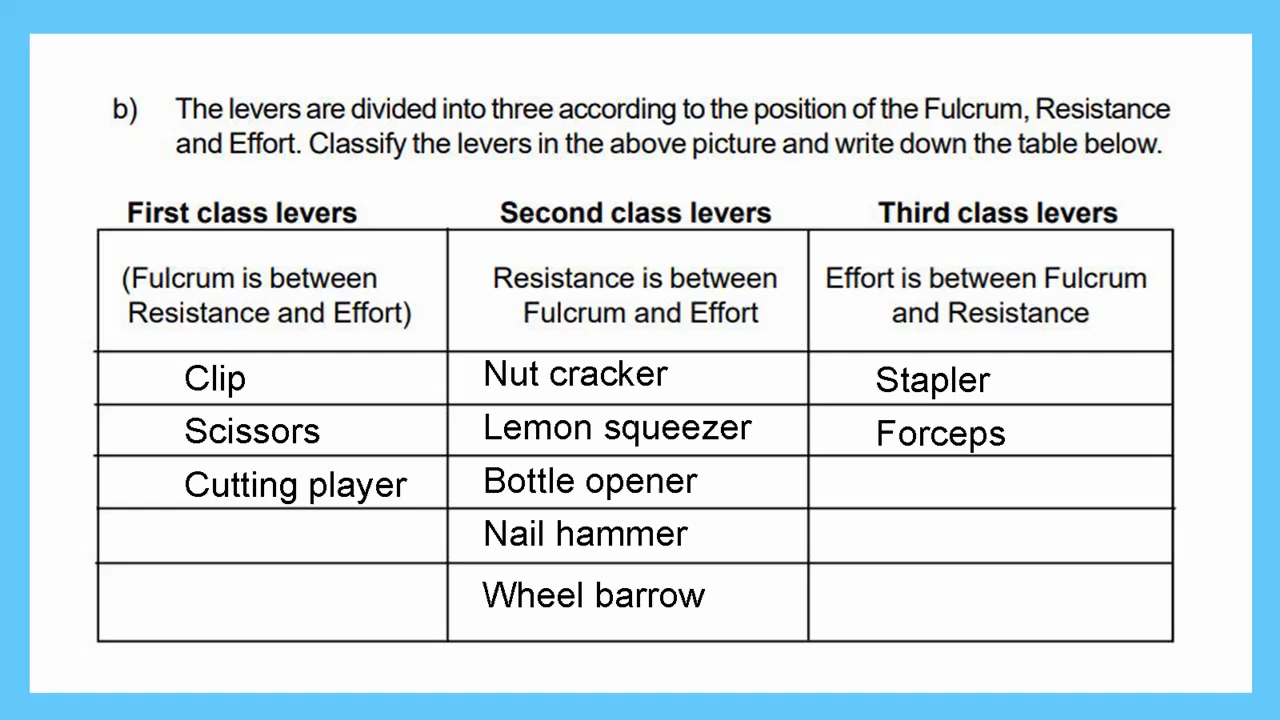 b) The levers are divided into three according to the position of the Fulcrum, Resistance
and Effort. Classify the levers in the above picture and write down the table below.
First class levers Second class levers Third class levers
(Fulcrum is between
Resistance and Effort)
Resistance is between
Fulcrum and Effort
Effort is between Fulcrum
and Resistance
Clip Nut cracker Stapler
Scissors Lemon squeezer Forceps
Cutting player Bottle opener
Nail hammer
Wheel barrow